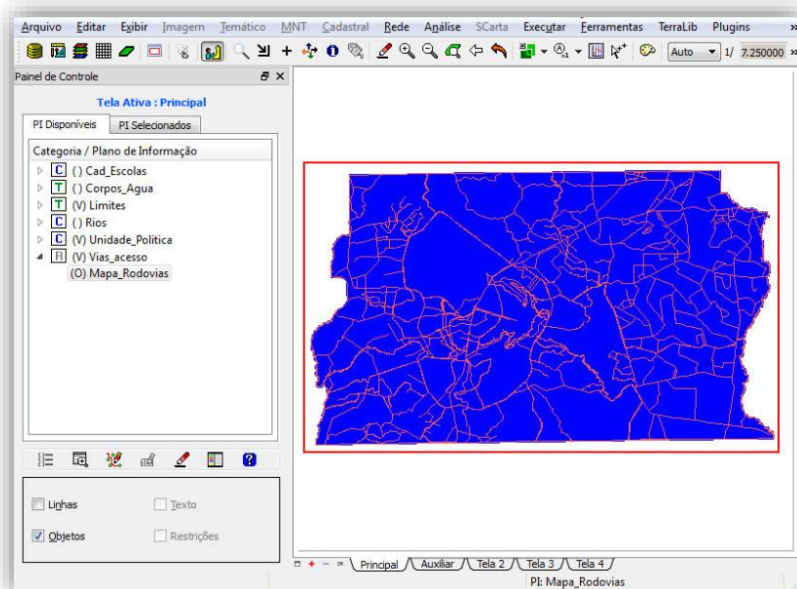 Arquivo Editar Exibir Imagem Temático MNT Cadastral Rede Análise SCarta Executar Ferramentas TerraLib Plugins »
Auto 1/ 7.250000 »
Painel de Controle
Tela Ativa : Principal
PI Disponíveis PI Selecionados
Categoria / Plano de Informação
C () Cad_Escolas
T () Corpos_Agua
T (V) Limites
C () Rios
C (V) Unidade_Política
R (V) Vias_acesso
(O) Mapa_Rodovias
Linhas Texto
Objetos Restrições
Principal Auxiliar Tela 2 Tela 3 Tela 4
PI: Mapa_Rodovias